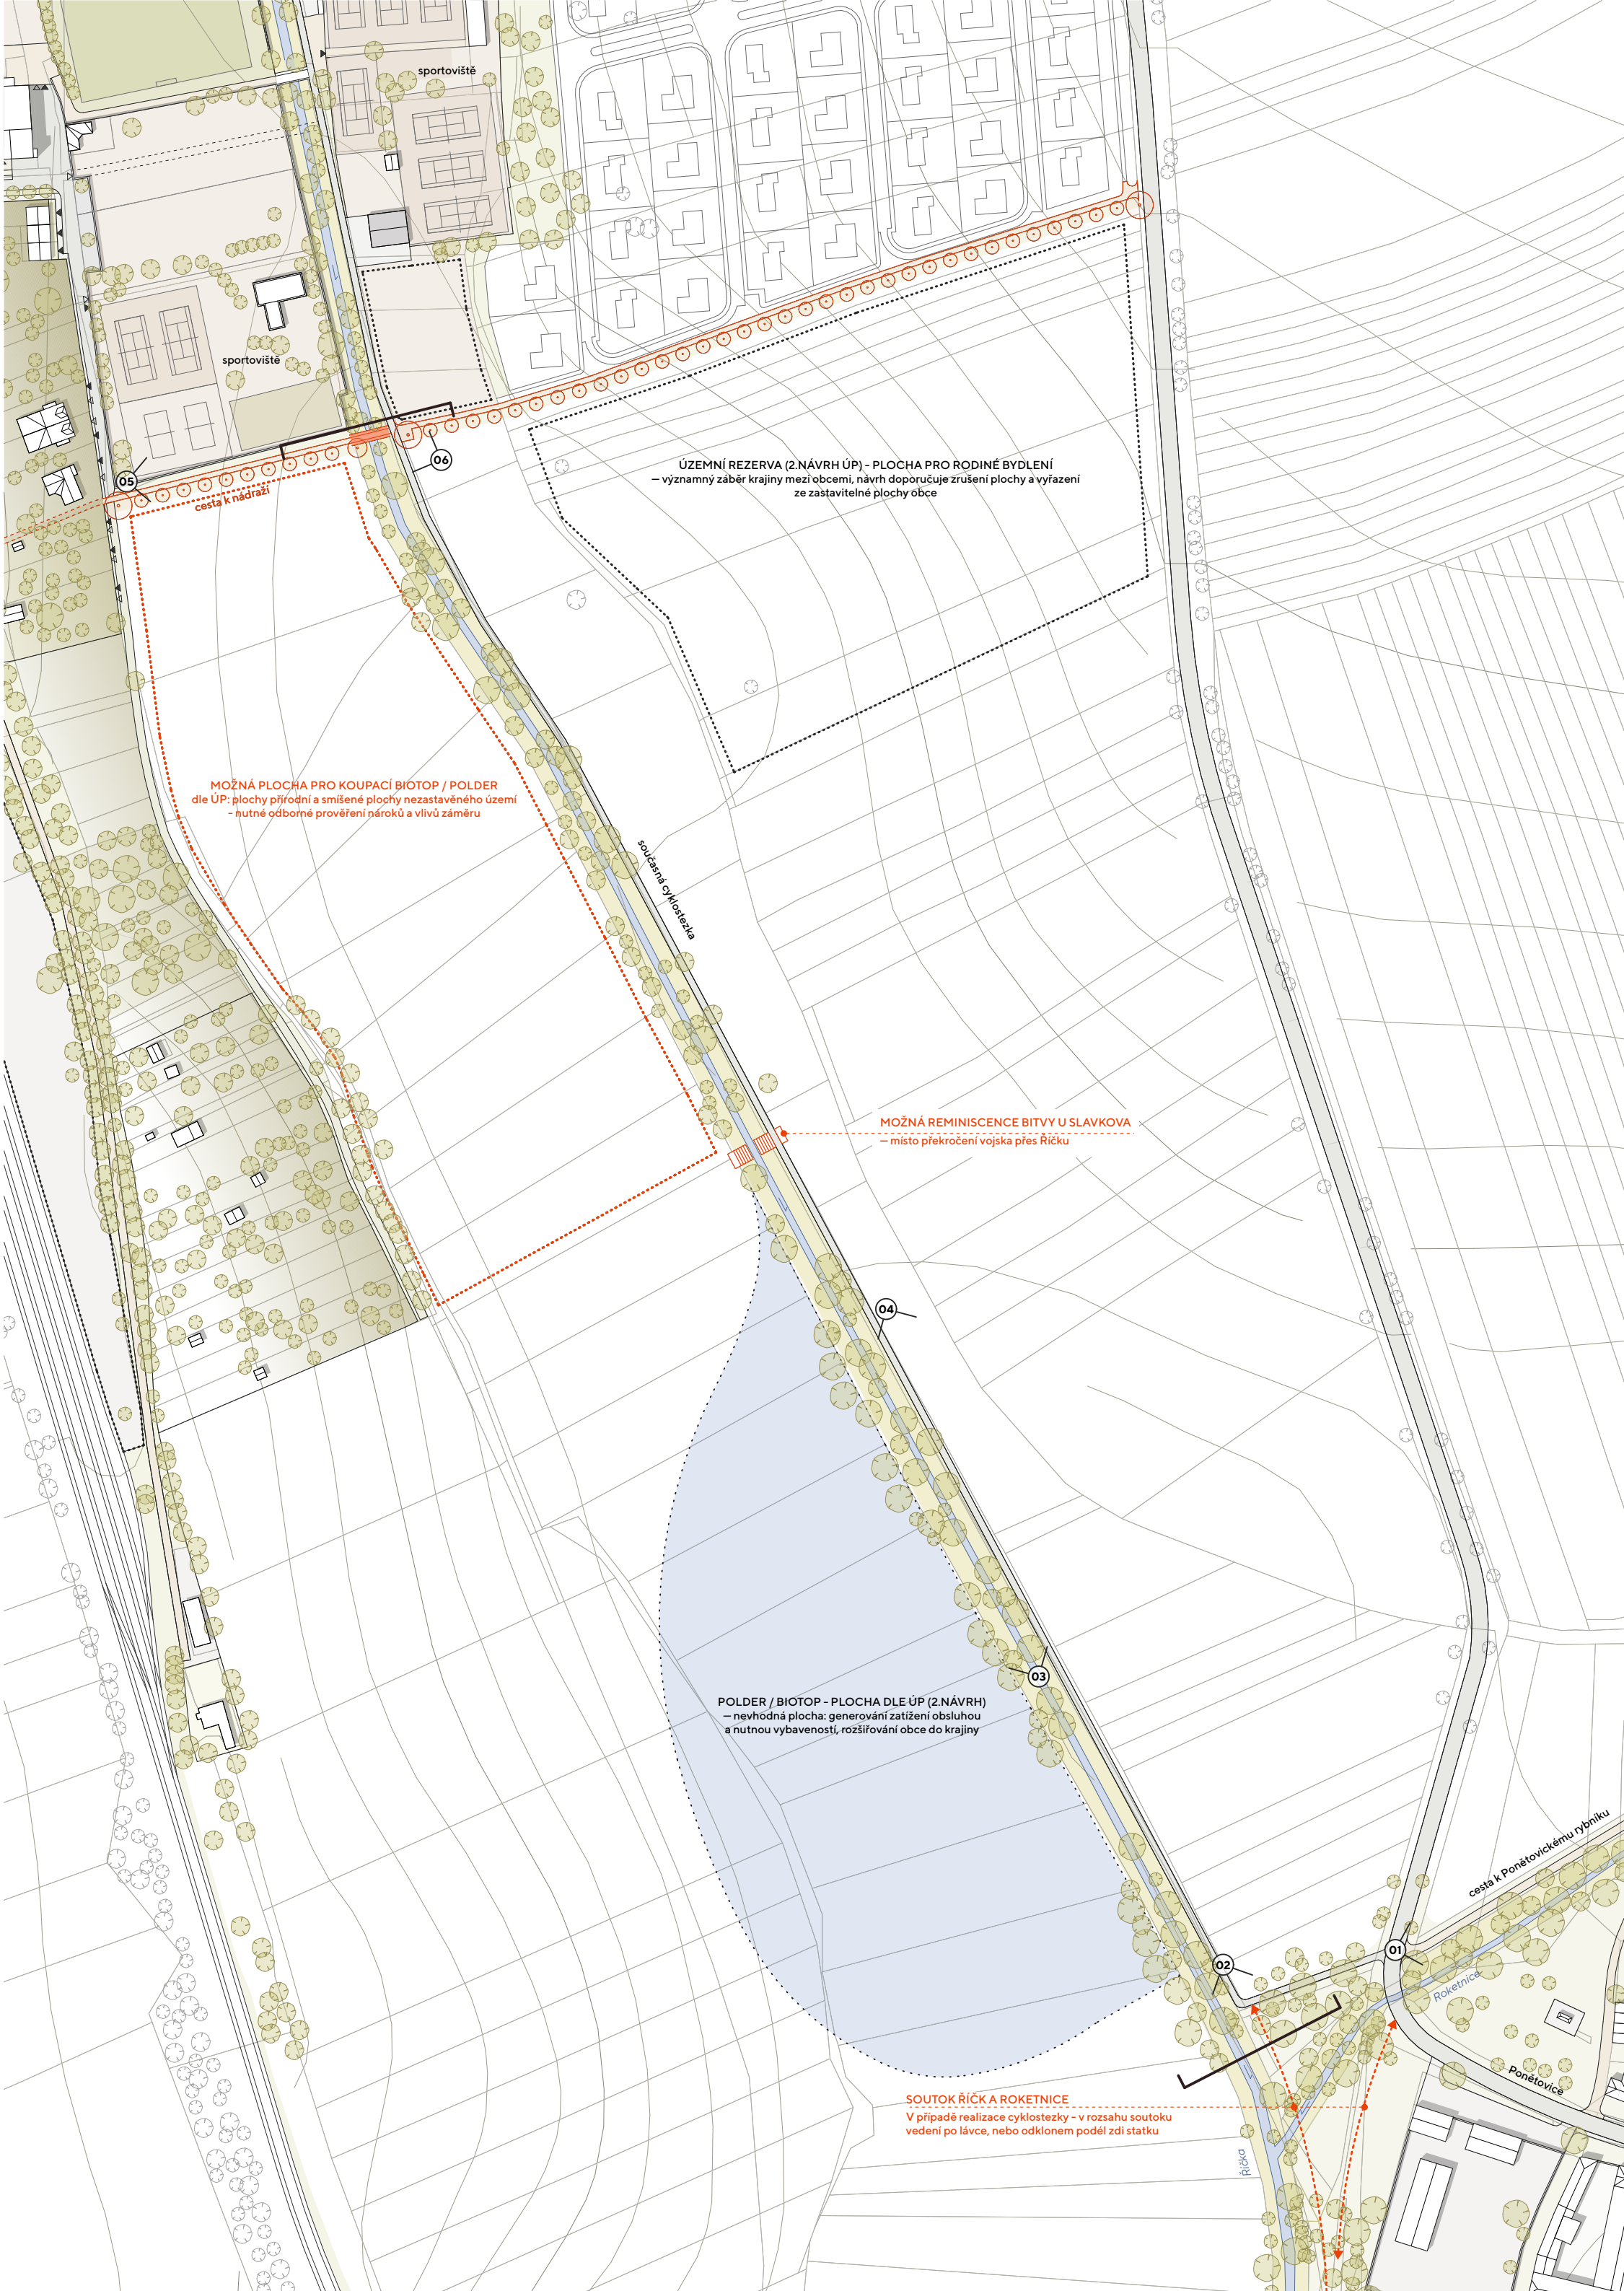 sportoviště
sportoviště
06
05
cesta k nádraží
ÚZEMNÍ REZERVA (2.NÁVRH ÚP) - PLOCHA PRO RODINÉ BYDLENÍ
— významný záběr krajiny mezi obcemi, návrh doporučuje zrušení plochy a vyřazení
ze zastavitelné plochy obce
MOŽNÁ PLOCHA PRO KOUPACÍ BIOTOP / POLDER
dle ÚP: plochy přírodní a smíšené plochy nezastavěného území
- nutné odborné prověření nároků a vlivů záměru
současná cyklostezka
MOŽNÁ REMINISCENCE BITVY U SLAVKOVA
— místo překročení vojska přes Říčku
04
03
POLDER / BIOTOP - PLOCHA DLE ÚP (2.NÁVRH)
— nevhodná plocha: generování zatížení obsluhou
a nutnou vybaveností, rozšiřování obce do krajiny
cesta k Ponětovickému rybníku
01
02
Roketnice
Ponětovice
SOUTOK ŘÍČK A ROKETNICE
V případě realizace cyklostezky - v rozsahu soutoku
vedení po lávce, nebo odklonem podél zdi statku
Říčka